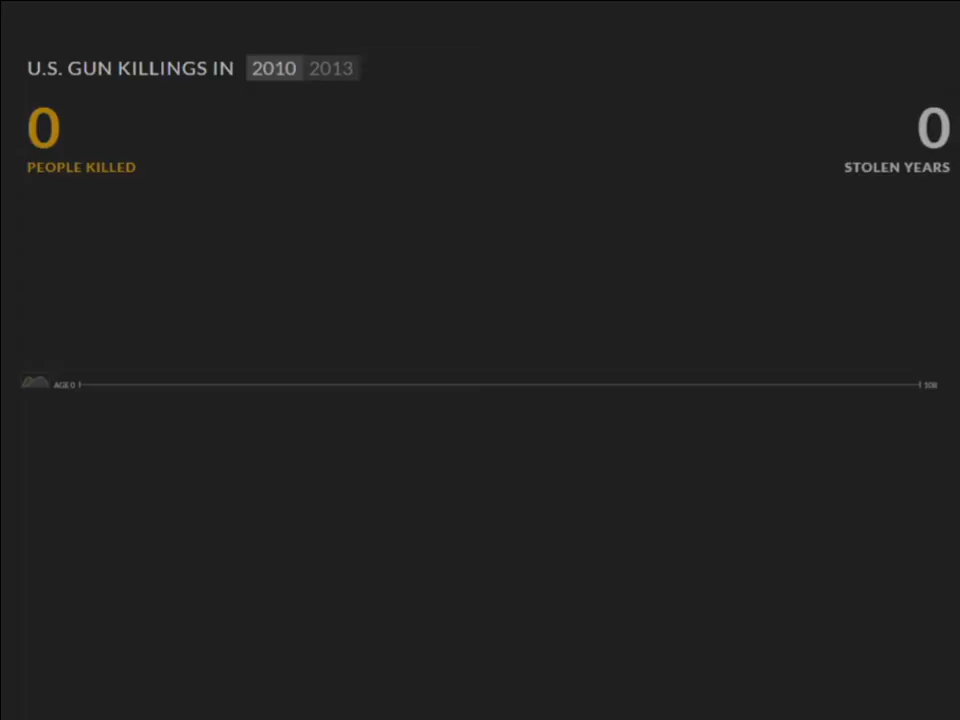 U.S. GUN KILLINGS IN 2010 2013
0 0
PEOPLE KILLED STOLEN YEARS
AGE 0 108